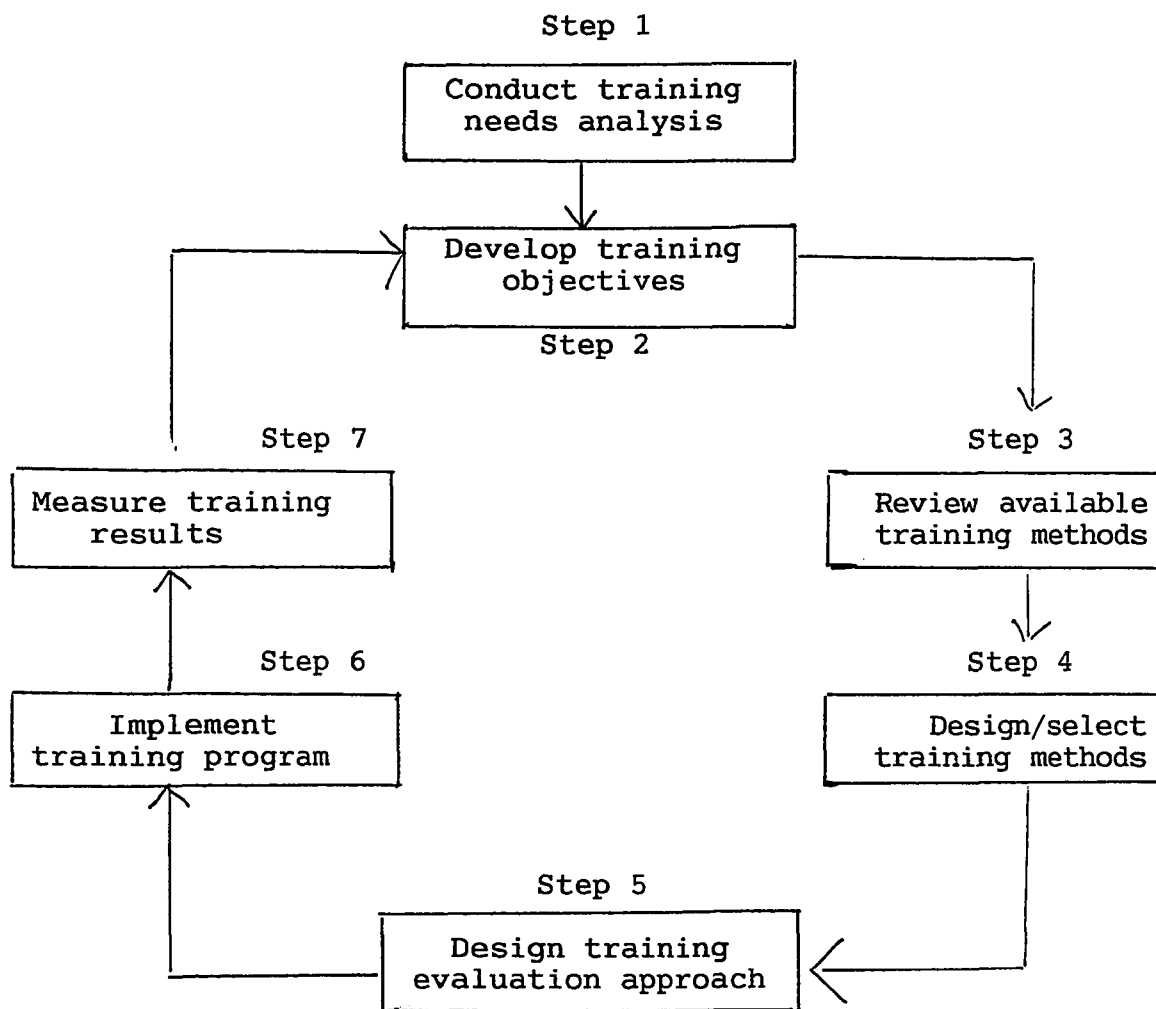 Step 1
Conduct training
needs analysis
Develop training
objectives
Step 2
Step 3
Review available
training methods
Step 4
Design/select
training methods
Step 5
Design training
evaluation approach
Step 6
Implement
training program
Step 7
Measure training
results